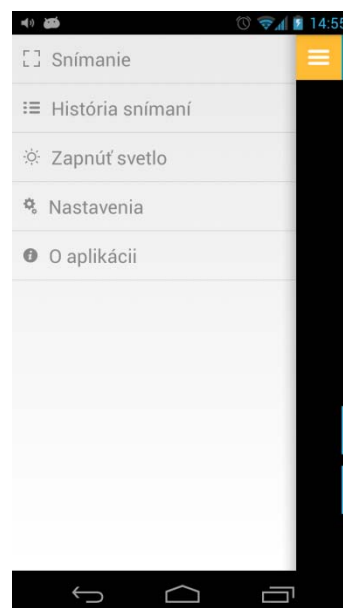 14:55
Snímanie
História snímaní
Zapnúť svetlo
Nastavenia
O aplikácii